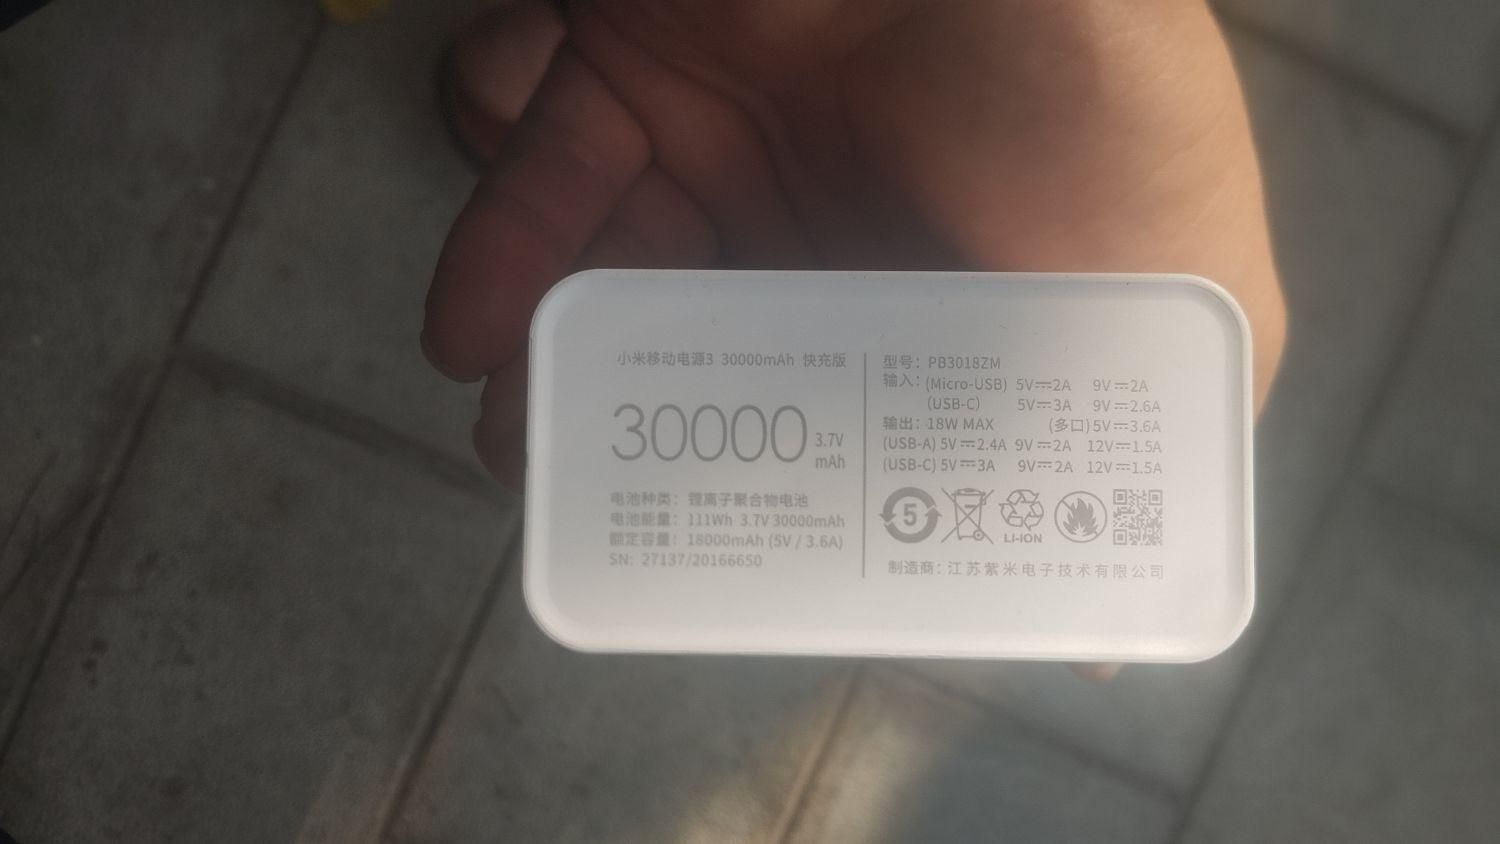 小米移动电源3 30000mAh 快充版
30000 3.7V mAh
电池种类：锂离子聚合物电池
电池能量：111Wh 3.7V 30000mAh
额定容量：18000mAh (5V / 3.6A)
SN: 27137/20166650
型号：PB3018ZM
输入：(Micro-USB) 5V⎓2A 9V⎓2A
(USB-C) 5V⎓3A 9V⎓2.6A
输出：18W MAX (多口) 5V⎓3.6A
(USB-A) 5V⎓2.4A 9V⎓2A 12V⎓1.5A
(USB-C) 5V⎓3A 9V⎓2A 12V⎓1.5A
5
LI-ION
制造商：江苏紫米电子技术有限公司